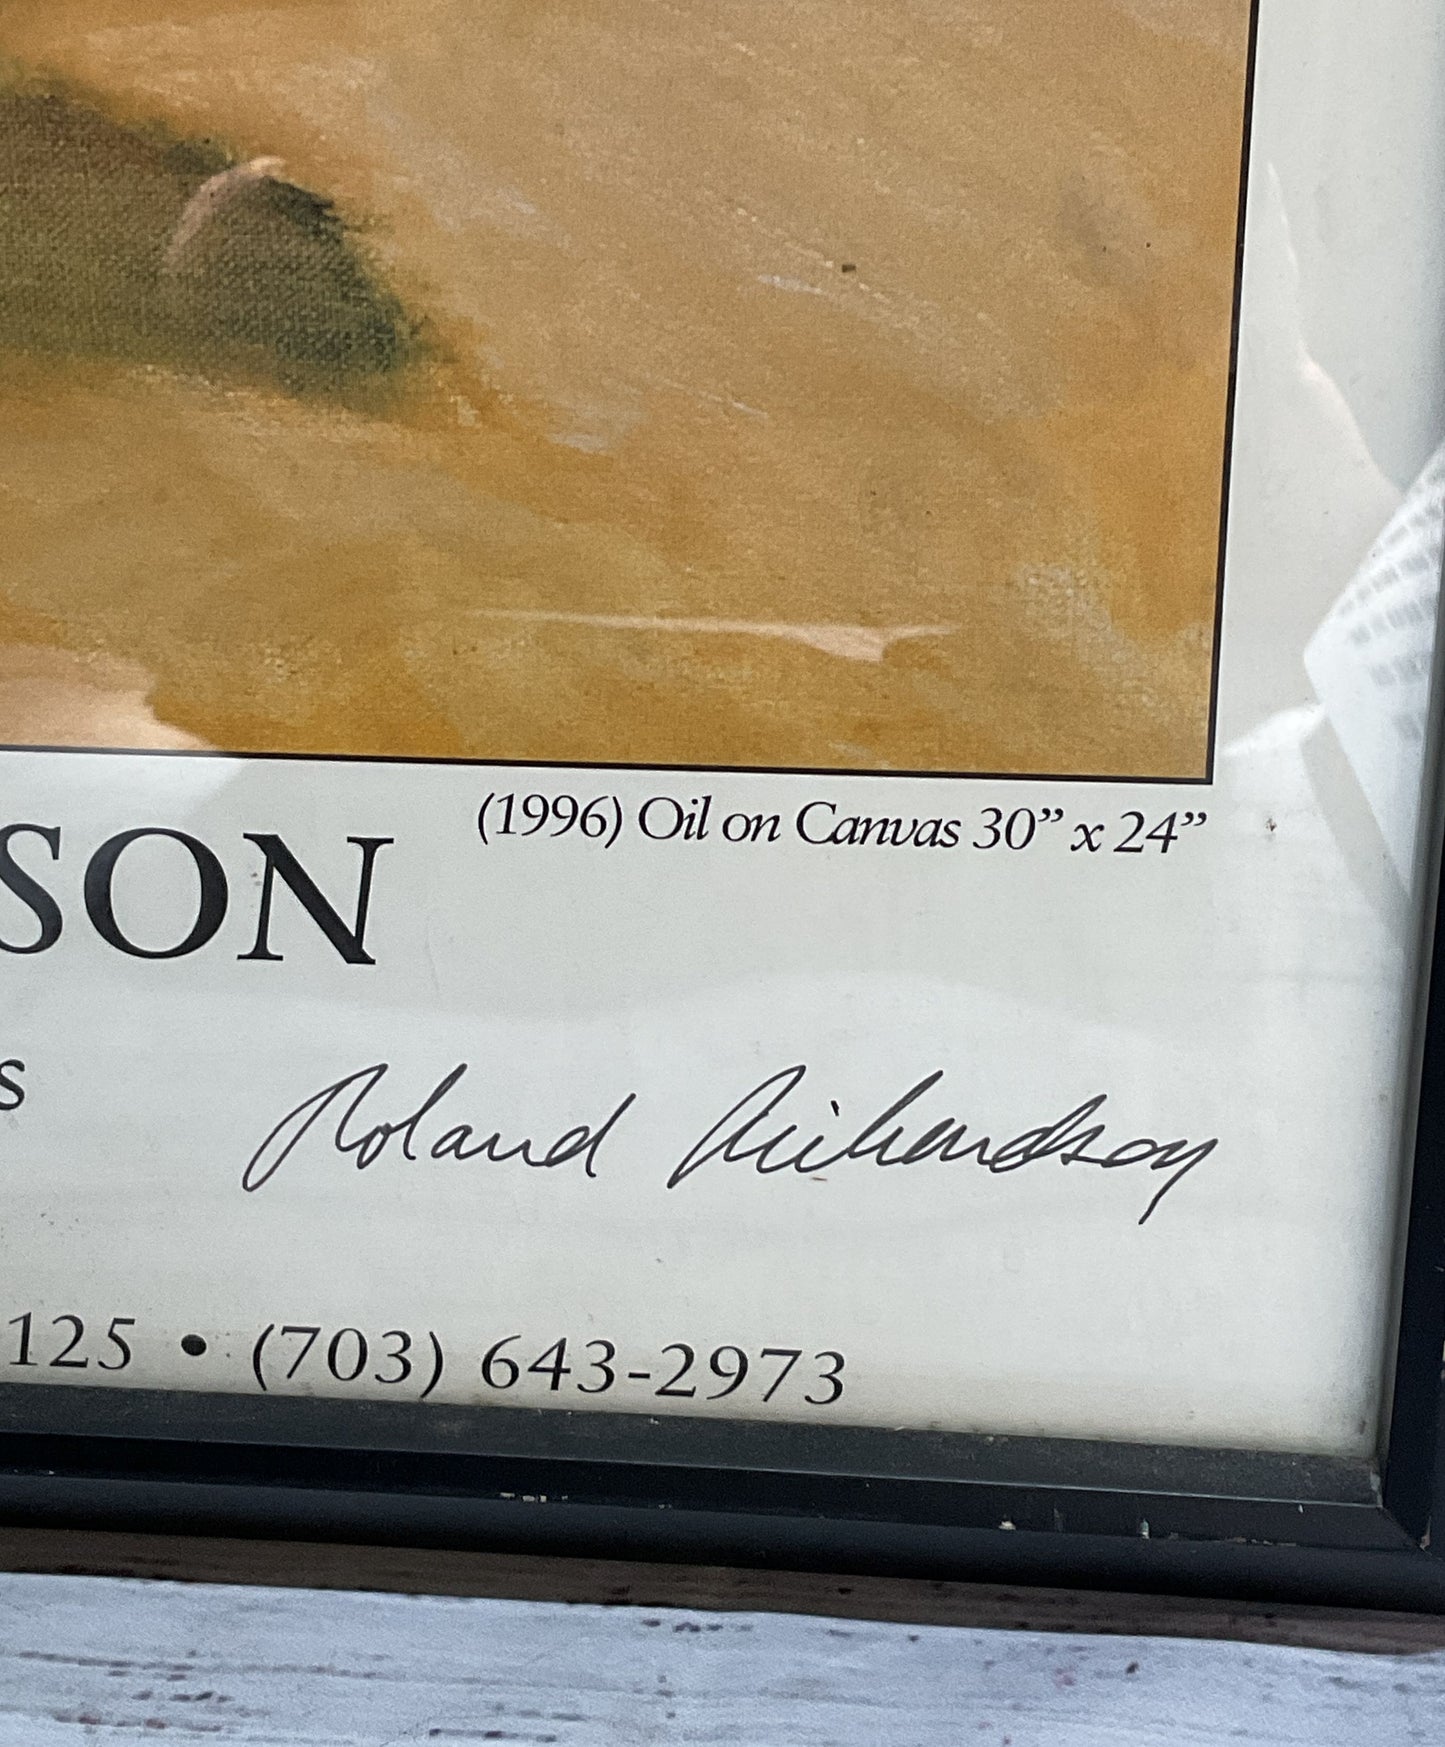 (1996) Oil on Canvas 30” x 24”
SON
s
Roland Richardson
125 • (703) 643-2973